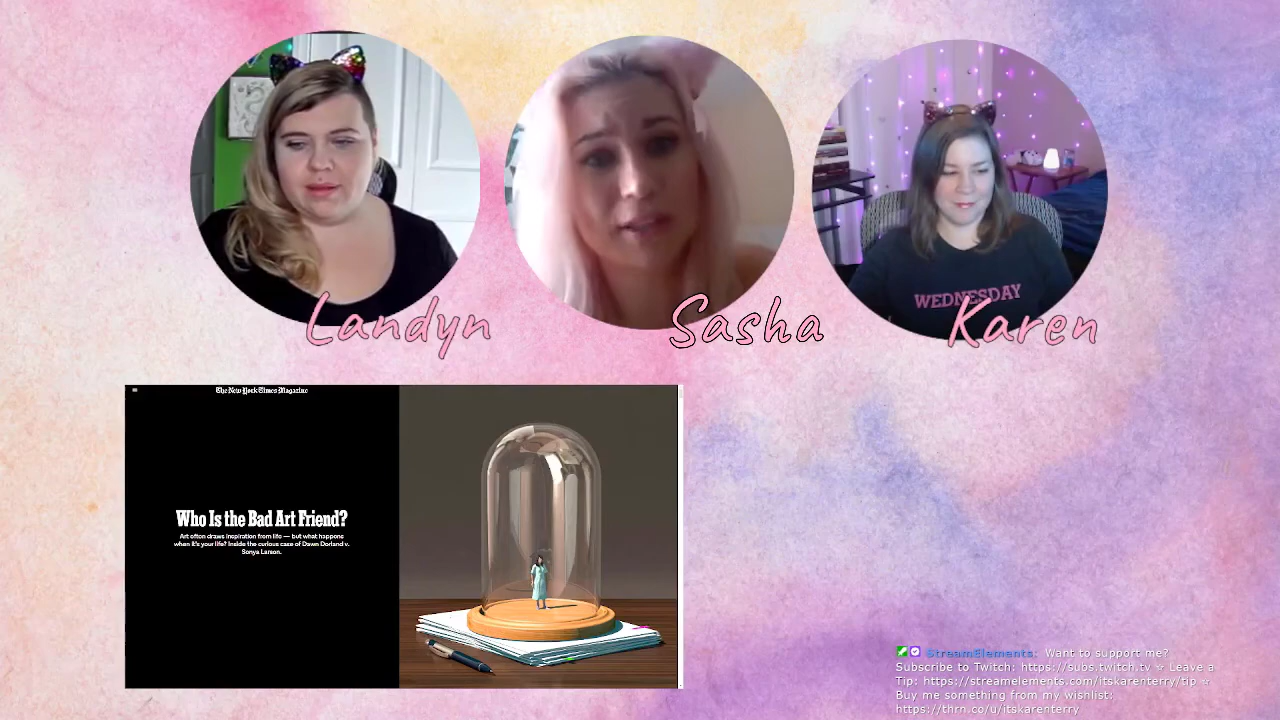 WEDNESDAY
Landyn
Sasha
Karen
The New York Times Magazine
Who Is the Bad Art Friend?
Art often draws inspiration from life — but what happens
when it's your life? Inside the curious case of Dawn Dorland v.
Sonya Larson.
StreamElements: Want to support me?
Subscribe to Twitch: https://subs.twitch.tv ☆ Leave a
Tip: https://streamelements.com/itskarenterry/tip ☆
Buy me something from my wishlist:
https://thrn.co/u/itskarenterry